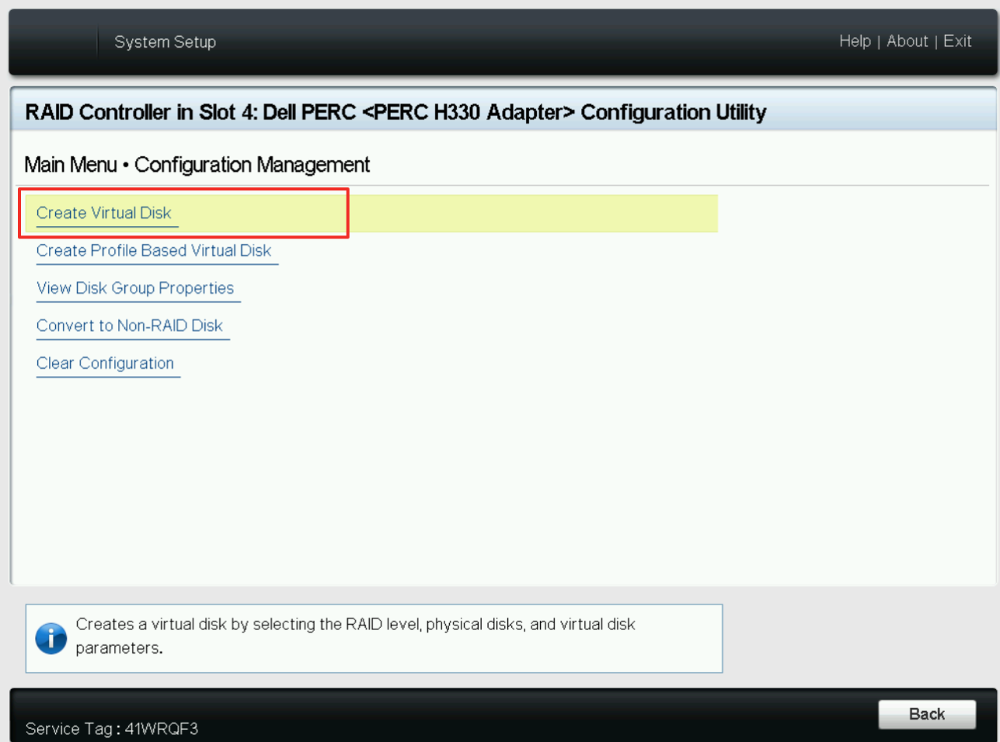 System Setup
Help | About | Exit
RAID Controller in Slot 4: Dell PERC <PERC H330 Adapter> Configuration Utility
Main Menu • Configuration Management
Create Virtual Disk
Create Profile Based Virtual Disk
View Disk Group Properties
Convert to Non-RAID Disk
Clear Configuration
Creates a virtual disk by selecting the RAID level, physical disks, and virtual disk
parameters.
Back
Service Tag : 41WRQF3